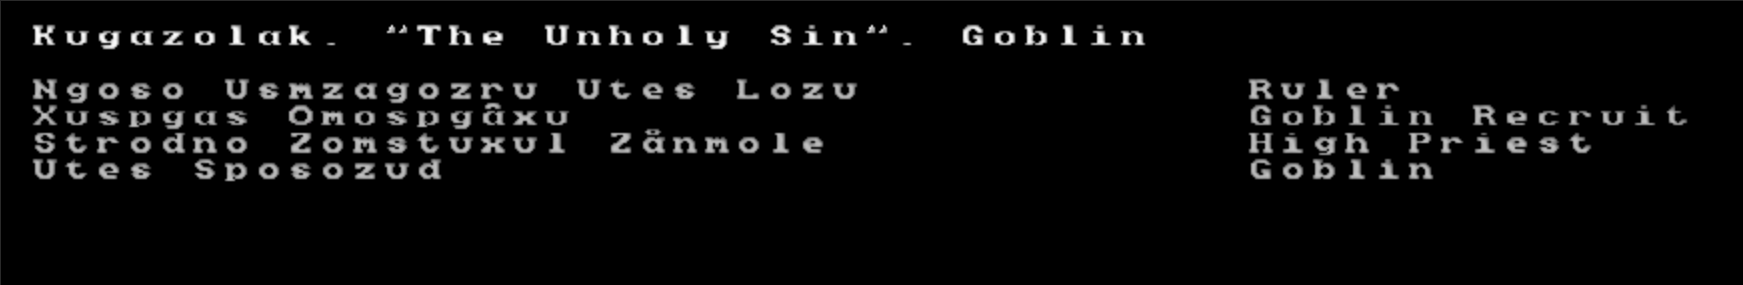 Kugazolak. "The Unholy Sin". Goblin
Ngoso Usmzagozru Utes Lozu Ruler
Xuspgas Omospgâxu Goblin Recruit
Strodno Zomstuxul Zånmole High Priest
Utes Sposozud Goblin